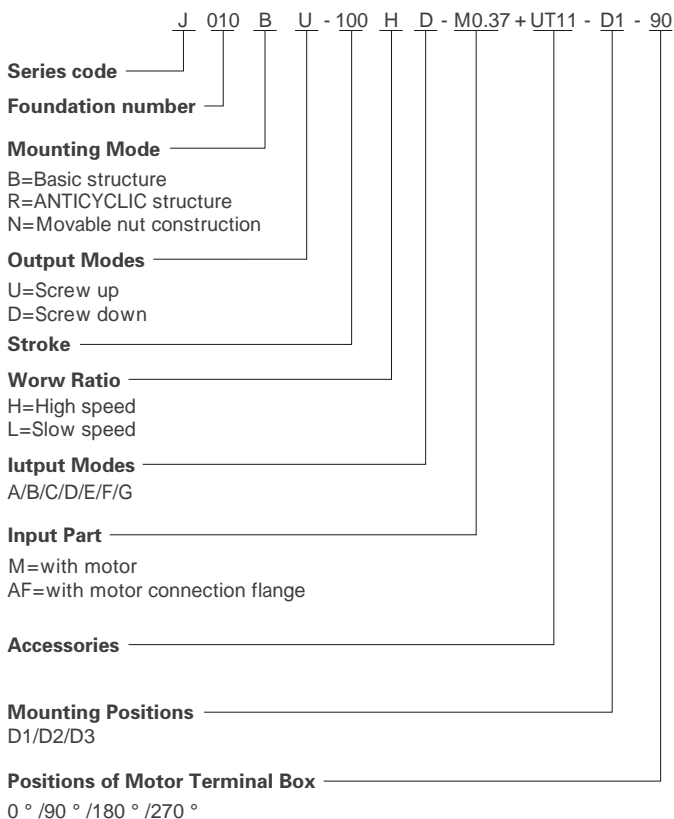 J 010 B U - 100 H D - M0.37 + UT11 - D1 - 90
Series code
Foundation number
Mounting Mode
B=Basic structure
R=ANTICYCLIC structure
N=Movable nut construction
Output Modes
U=Screw up
D=Screw down
Stroke
Worw Ratio
H=High speed
L=Slow speed
Iutput Modes
A/B/C/D/E/F/G
Input Part
M=with motor
AF=with motor connection flange
Accessories
Mounting Positions
D1/D2/D3
Positions of Motor Terminal Box
0 ° /90 ° /180 ° /270 °